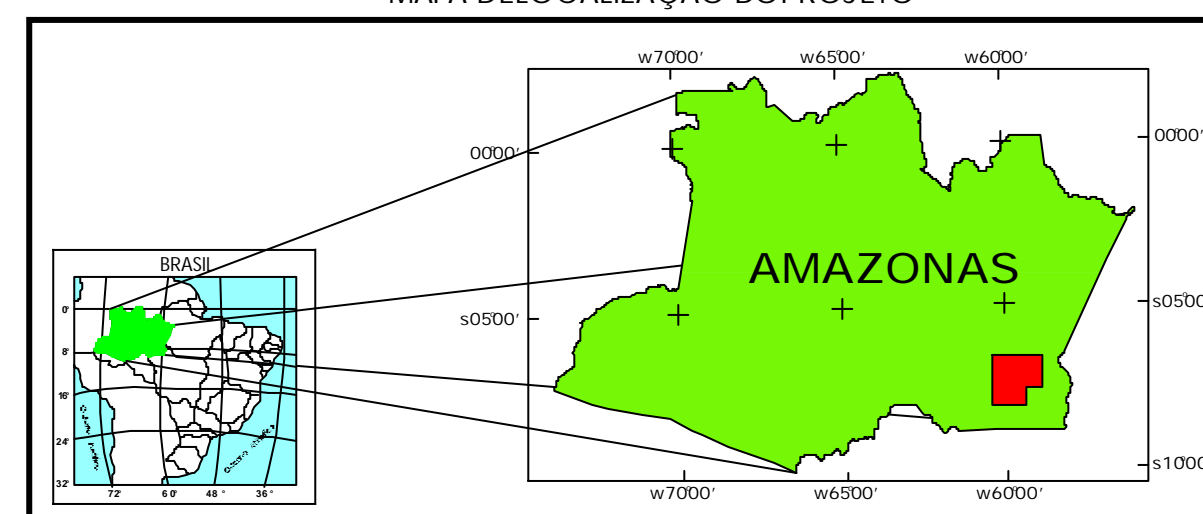 MAPA DE LOCALIZAÇÃO DO PROJETO
w70°00' w65°00' w60°00'
00°00' 00°00'
BRASIL
AMAZONAS
0°
s05°00' s05°00'
8°
16°
24°
32°
72° 60° 48° 36°
s10°00'
w70°00' w65°00' w60°00'